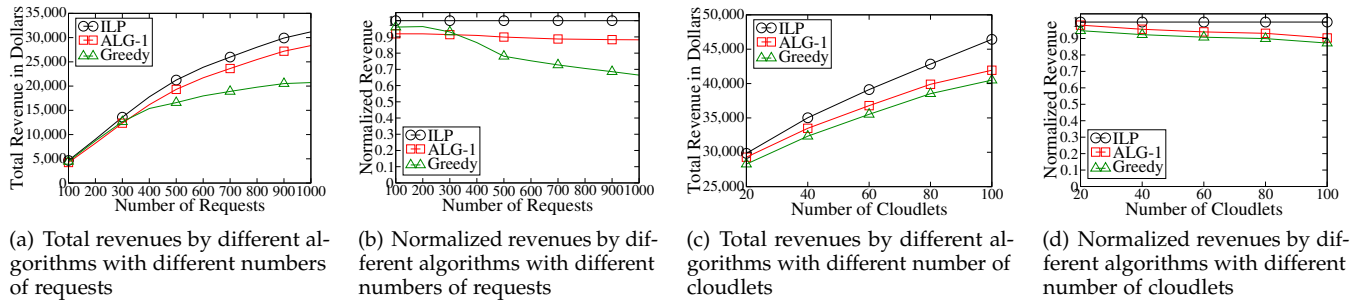 35,000
30,000
25,000
20,000
15,000
10,000
5,000
0
100 200 300 400 500 600 700 800 900 1000
Total Revenue in Dollars
Number of Requests
ILP
ALG-1
Greedy
(a) Total revenues by different al-
gorithms with different numbers
of requests
0
0.1
0.2
0.3
0.4
0.5
0.6
0.7
0.8
0.9
1
100 200 300 400 500 600 700 800 900 1000
Normalized Revenue
Number of Requests
ILP
ALG-1
Greedy
(b) Normalized revenues by dif-
ferent algorithms with different
numbers of requests
50,000
45,000
40,000
35,000
30,000
25,000
20 40 60 80 100
Total Revenue in Dollars
Number of Cloudlets
ILP
ALG-1
Greedy
(c) Total revenues by different al-
gorithms with different number of
cloudlets
0
0.1
0.2
0.3
0.4
0.5
0.6
0.7
0.8
0.9
1
20 40 60 80 100
Normalized Revenue
Number of Cloudlets
ILP
ALG-1
Greedy
(d) Normalized revenues by dif-
ferent algorithms with different
number of cloudlets